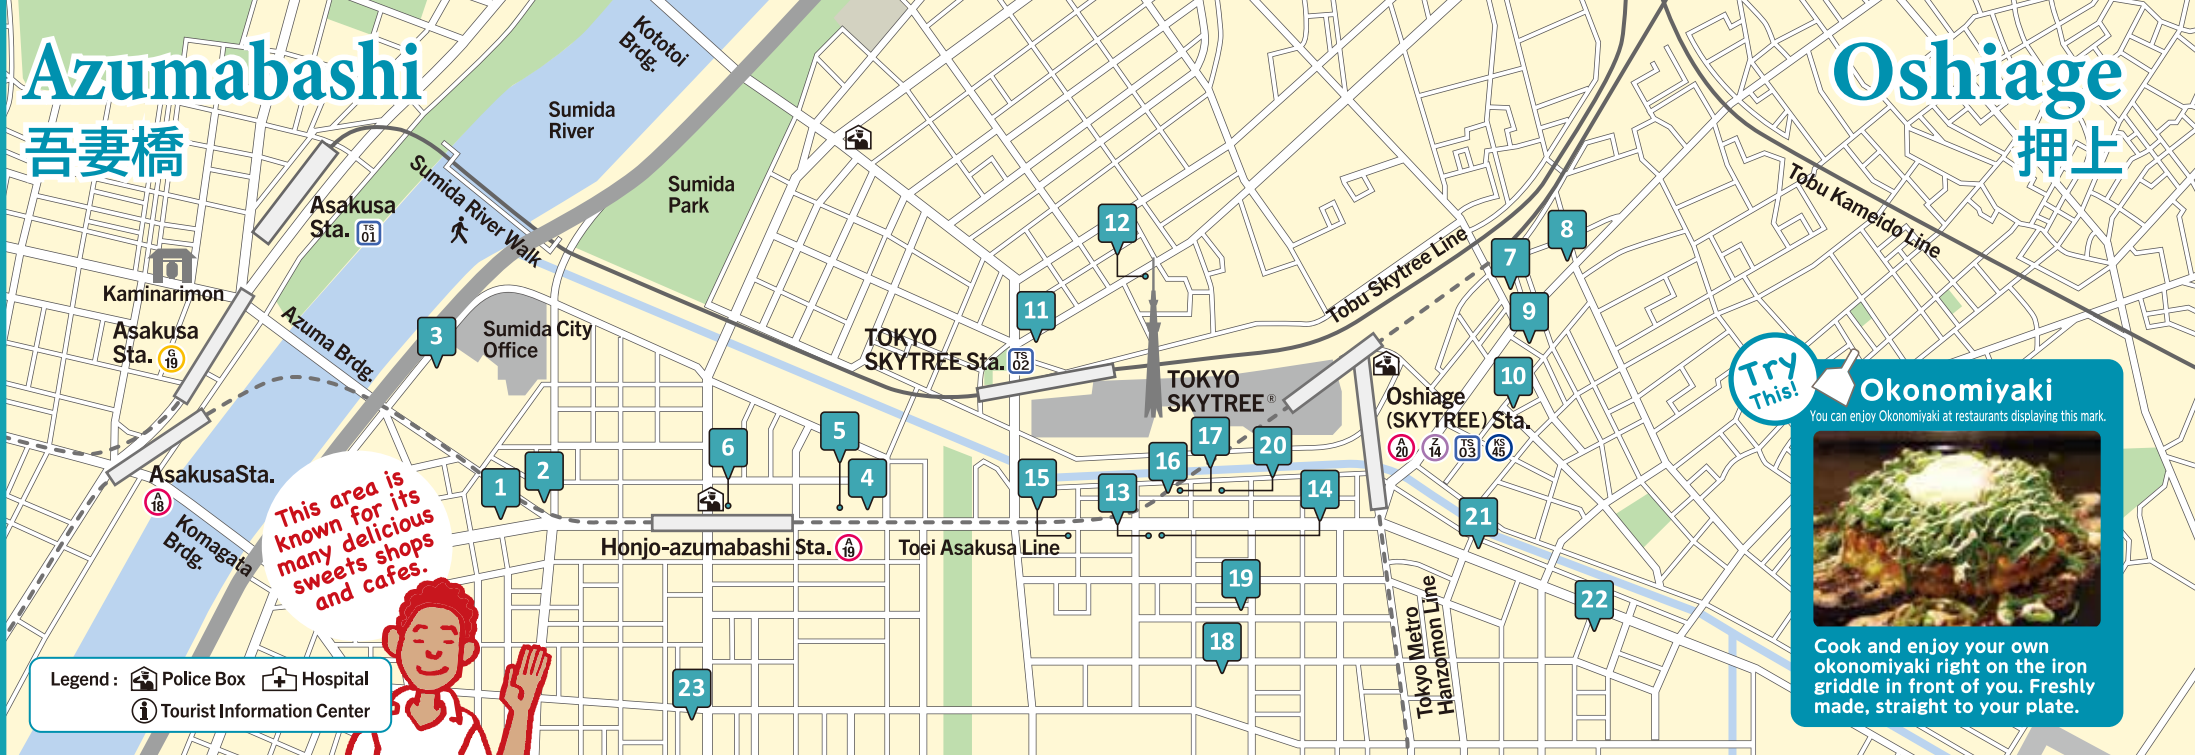 Azumabashi
吾妻橋
Oshiage
押上
Kototoi
Brdg.
Sumida
River
Sumida
Park
Sumida River Walk
Asakusa
Sta. TS 01
Kaminarimon
Asakusa
Sta. G 19
Azuma Brdg.
Sumida City
Office
AsakusaSta.
A 18
Komagata
Brdg.
TOKYO
SKYTREE Sta. TS 02
TOKYO
SKYTREE®
Tobu Skytree Line
Tobu Kameido Line
Oshiage
(SKYTREE) Sta.
A 20 Z 14 TS 03 KS 45
Honjo-azumabashi Sta. A 19
Toei Asakusa Line
Tokyo Metro
Hanzomon Line
1
2
3
4
5
6
7
8
9
10
11
12
13
14
15
16
17
18
19
20
21
22
23
This area is
known for its
many delicious
sweets shops
and cafes.
Legend : Police Box Hospital
Tourist Information Center
Try
This!
Okonomiyaki
You can enjoy Okonomiyaki at restaurants displaying this mark.
Cook and enjoy your own
okonomiyaki right on the iron
griddle in front of you. Freshly
made, straight to your plate.